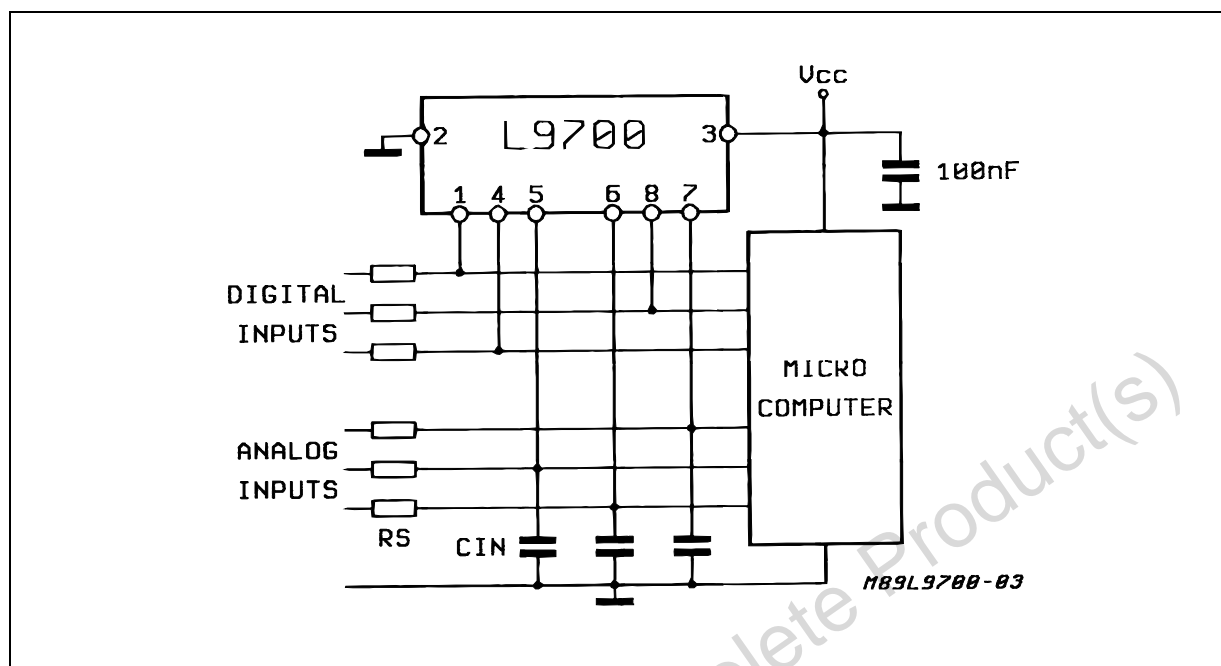 Vcc
2 L9700 3
100nF
1 4 5 6 8 7
DIGITAL
INPUTS
MICRO
COMPUTER
ANALOG
INPUTS
RS
CIN
M89L9700-03
lete Product(s)